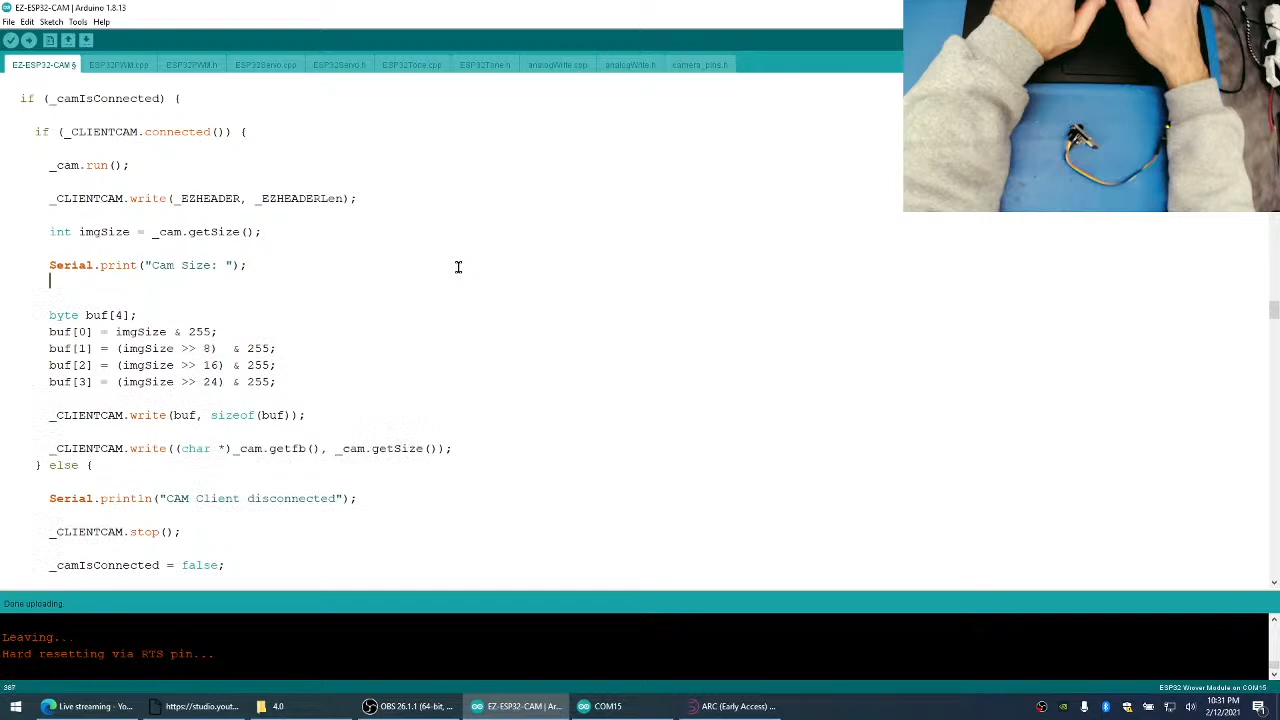 EZ-ESP32-CAM | Arduino 1.8.13
File Edit Sketch Tools Help
EZ-ESP32-CAM § ESP32PWM.cpp ESP32PWM.h ESP32Servo.cpp ESP32Servo.h ESP32Tone.cpp ESP32Tone.h analogWrite.cpp analogWrite.h camera_pins.h
if (_camIsConnected) {
if (_CLIENTCAM.connected()) {
_cam.run();
_CLIENTCAM.write(_EZHEADER, _EZHEADERLen);
int imgSize = _cam.getSize();
Serial.print("Cam Size: ");
byte buf[4];
buf[0] = imgSize & 255;
buf[1] = (imgSize >> 8)  & 255;
buf[2] = (imgSize >> 16) & 255;
buf[3] = (imgSize >> 24) & 255;
_CLIENTCAM.write(buf, sizeof(buf));
_CLIENTCAM.write((char *)_cam.getfb(), _cam.getSize());
} else {
Serial.println("CAM Client disconnected");
_CLIENTCAM.stop();
_camIsConnected = false;
Done uploading.
Leaving...
Hard resetting via RTS pin...
387 ESP32 Wrover Module on COM15
Live streaming - Yo... https://studio.yout... 4.0 OBS 26.1.1 (64-bit, ... EZ-ESP32-CAM | Ar... COM15 ARC (Early Access) ... 10:31 PM
2/12/2021